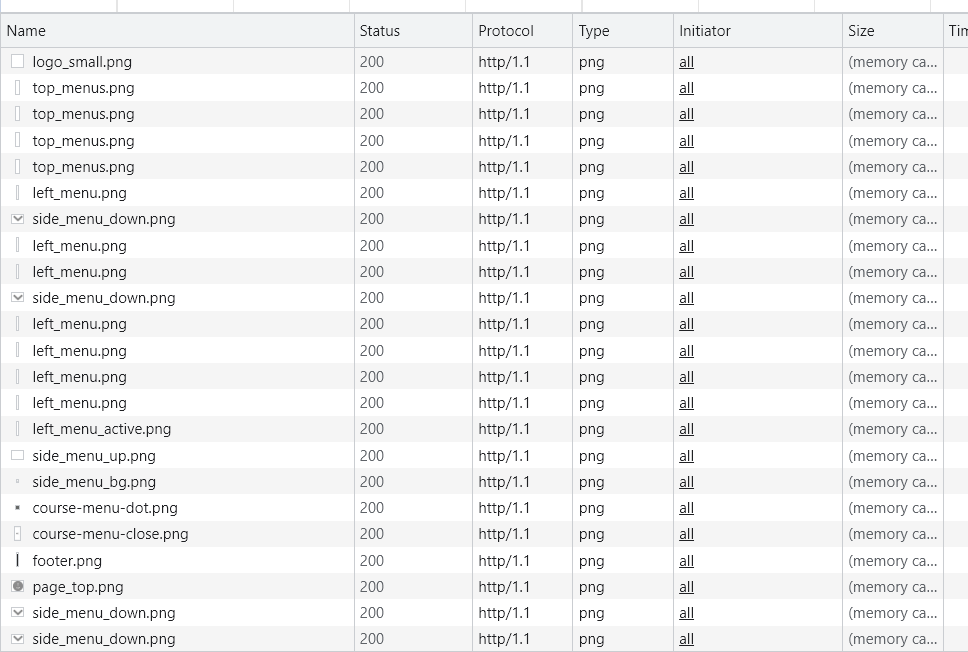 Name Status Protocol Type Initiator Size Tim
logo_small.png 200 http/1.1 png all (memory ca...
top_menus.png 200 http/1.1 png all (memory ca...
top_menus.png 200 http/1.1 png all (memory ca...
top_menus.png 200 http/1.1 png all (memory ca...
top_menus.png 200 http/1.1 png all (memory ca...
left_menu.png 200 http/1.1 png all (memory ca...
side_menu_down.png 200 http/1.1 png all (memory ca...
left_menu.png 200 http/1.1 png all (memory ca...
left_menu.png 200 http/1.1 png all (memory ca...
side_menu_down.png 200 http/1.1 png all (memory ca...
left_menu.png 200 http/1.1 png all (memory ca...
left_menu.png 200 http/1.1 png all (memory ca...
left_menu.png 200 http/1.1 png all (memory ca...
left_menu.png 200 http/1.1 png all (memory ca...
left_menu_active.png 200 http/1.1 png all (memory ca...
side_menu_up.png 200 http/1.1 png all (memory ca...
side_menu_bg.png 200 http/1.1 png all (memory ca...
course-menu-dot.png 200 http/1.1 png all (memory ca...
course-menu-close.png 200 http/1.1 png all (memory ca...
footer.png 200 http/1.1 png all (memory ca...
page_top.png 200 http/1.1 png all (memory ca...
side_menu_down.png 200 http/1.1 png all (memory ca...
side_menu_down.png 200 http/1.1 png all (memory ca...